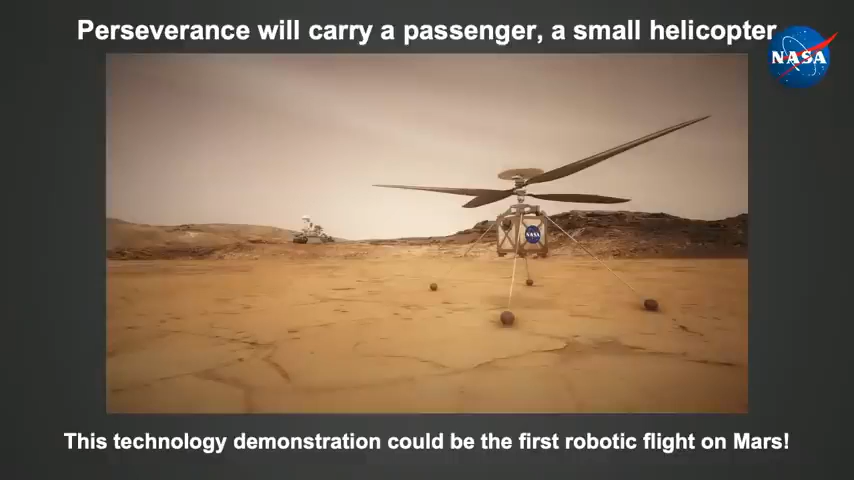 Perseverance will carry a passenger, a small helicopter
NASA
NASA
This technology demonstration could be the first robotic flight on Mars!